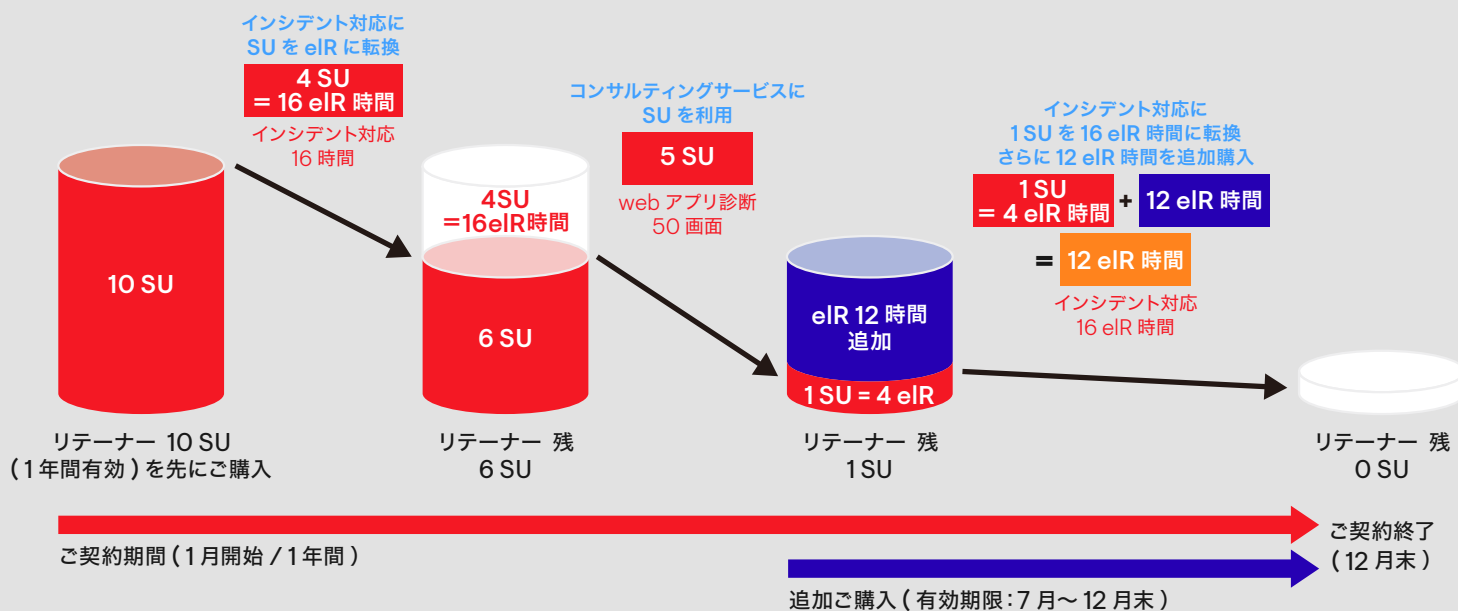 インシデント対応に
SU を eIR に転換
4 SU
= 16 eIR 時間
インシデント対応
16 時間
10 SU
リテーナー 10 SU
( 1 年間有効 ) を先にご購入
4SU
=16eIR時間
6 SU
リテーナー 残
6 SU
コンサルティングサービスに
SU を利用
5 SU
web アプリ診断
50 画面
eIR 12 時間
追加
1 SU = 4 eIR
リテーナー 残
1 SU
インシデント対応に
1 SU を 16 eIR 時間に転換
さらに 12 eIR 時間を追加購入
1 SU
= 4 eIR 時間
+
12 eIR 時間
=
12 eIR 時間
インシデント対応
16 eIR 時間
リテーナー 残
0 SU
ご契約期間 ( 1 月開始 / 1 年間 )
ご契約終了
( 12 月末 )
追加ご購入 ( 有効期限 : 7 月〜 12 月末 )